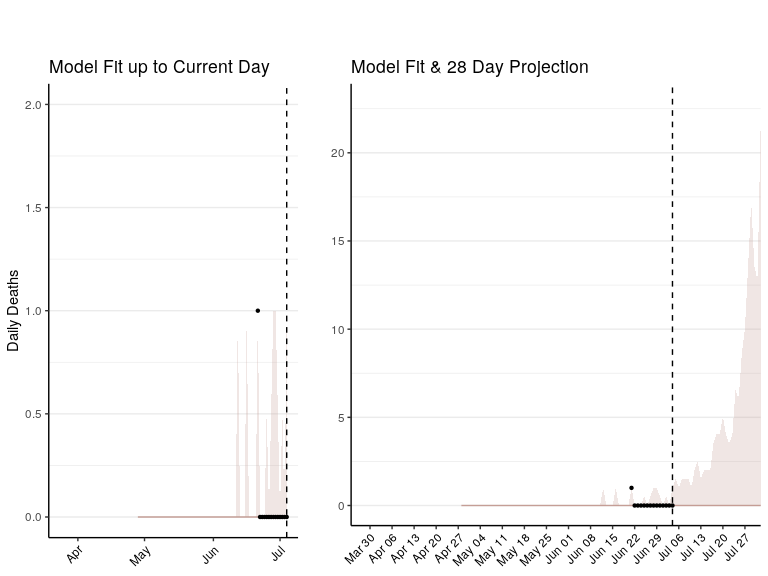 Model Fit up to Current Day
Daily Deaths
2.0
1.5
1.0
0.5
0.0
Apr
May
Jun
Jul
Model Fit & 28 Day Projection
20
15
10
5
0
Mar 30
Apr 06
Apr 13
Apr 20
Apr 27
May 04
May 11
May 18
May 25
Jun 01
Jun 08
Jun 15
Jun 22
Jun 29
Jul 06
Jul 13
Jul 20
Jul 27